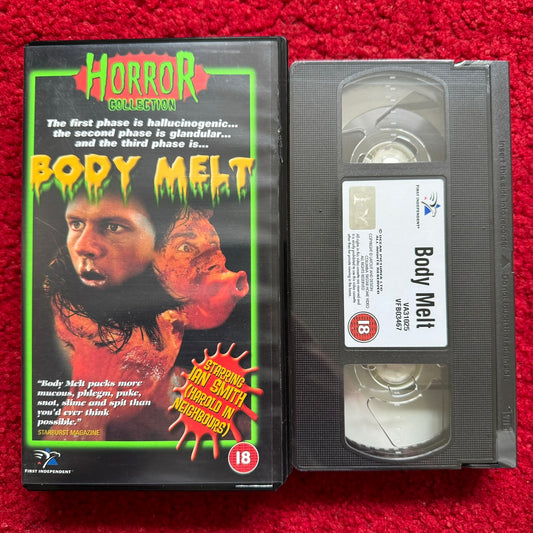 HORROR
COLLECTION
The first phase is hallucinogenic...
the second phase is glandular...
and the third phase is...
BODY MELT
STARRING
IAN SMITH
(HAROLD IN
NEIGHBOURS)
"Body Melt packs more
mucous, phlegm, puke,
snot, slime and spit than
you'd ever think
possible."
STARBURST MAGAZINE
FIRST INDEPENDENT
18
FIRST INDEPENDENT
Body Melt
VA31025
VFB03467
18